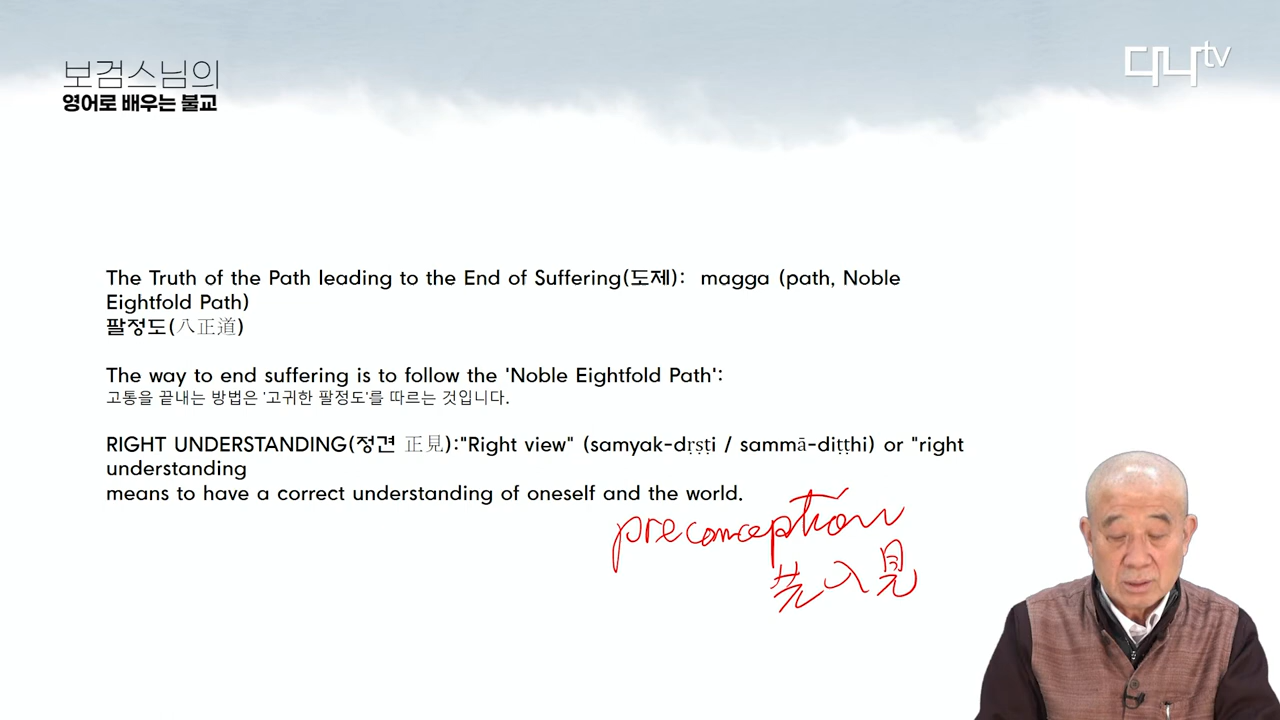 보검스님의
영어로 배우는 불교
디나tv
The Truth of the Path leading to the End of Suffering(도제):  magga (path, Noble
Eightfold Path)
팔정도(八正道)
The way to end suffering is to follow the 'Noble Eightfold Path':
고통을 끝내는 방법은 '고귀한 팔정도'를 따르는 것입니다.
RIGHT UNDERSTANDING(정견 正見):"Right view" (samyak-dṛṣṭi / sammā-diṭṭhi) or "right
understanding
means to have a correct understanding of oneself and the world.
preconception
先入見